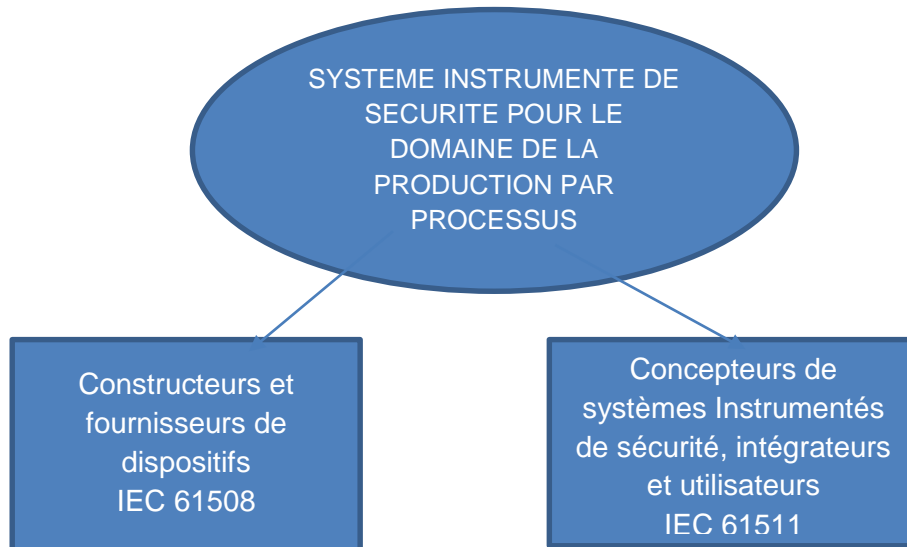 SYSTEME INSTRUMENTE DE
SECURITE POUR LE
DOMAINE DE LA
PRODUCTION PAR
PROCESSUS
Constructeurs et
fournisseurs de
dispositifs
IEC 61508
Concepteurs de
systèmes Instrumentés
de sécurité, intégrateurs
et utilisateurs
IEC 61511